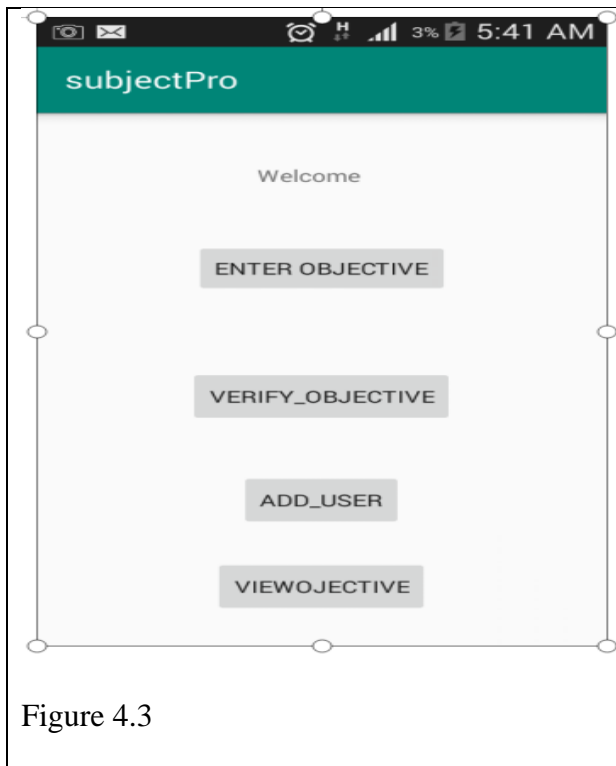 H 3% 5:41 AM
subjectPro
Welcome
ENTER OBJECTIVE
VERIFY_OBJECTIVE
ADD_USER
VIEWOJECTIVE
Figure 4.3